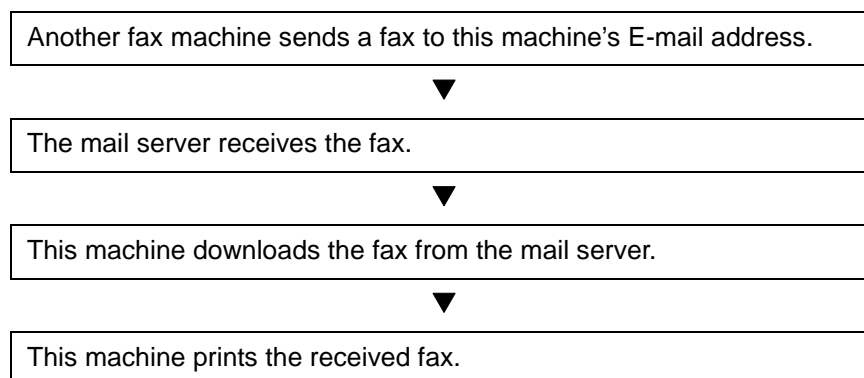 Another fax machine sends a fax to this machine’s E-mail address.
The mail server receives the fax.
This machine downloads the fax from the mail server.
This machine prints the received fax.